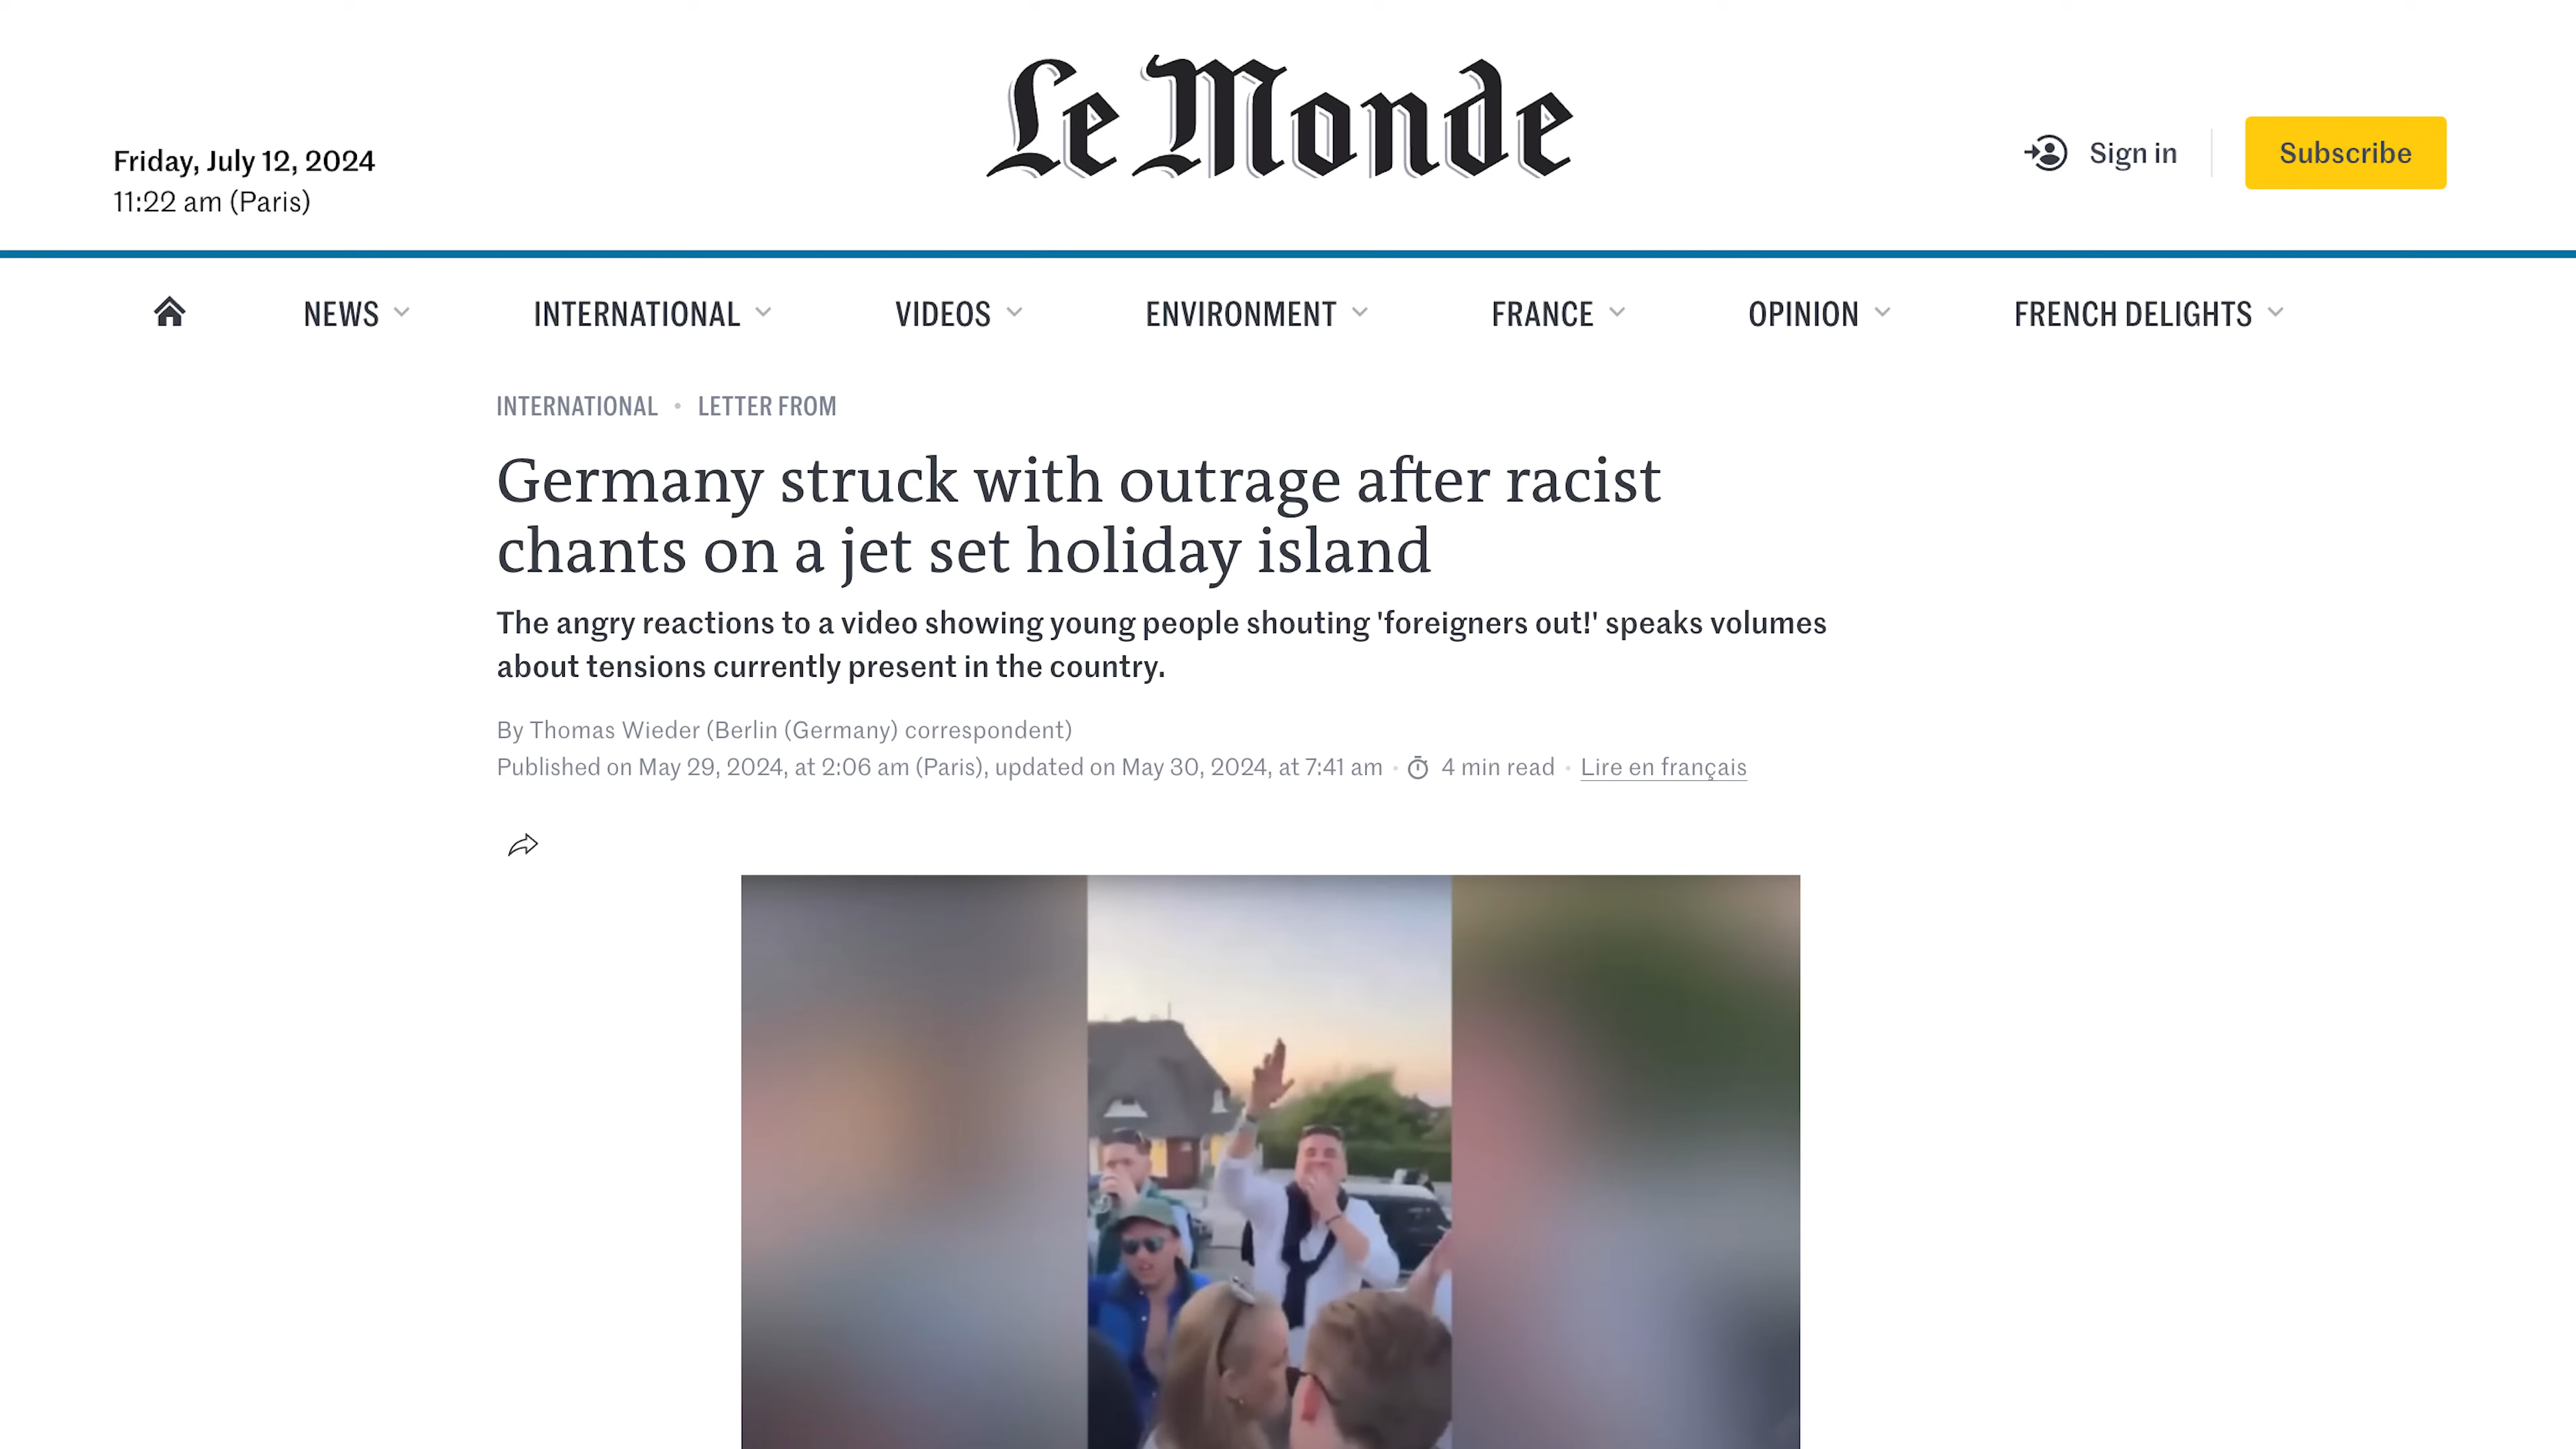 Le Monde
Friday, July 12, 2024
11:22 am (Paris)
Sign in
Subscribe
NEWS
INTERNATIONAL
VIDEOS
ENVIRONMENT
FRANCE
OPINION
FRENCH DELIGHTS
INTERNATIONAL • LETTER FROM
Germany struck with outrage after racist
chants on a jet set holiday island
The angry reactions to a video showing young people shouting 'foreigners out!' speaks volumes
about tensions currently present in the country.
By Thomas Wieder (Berlin (Germany) correspondent)
Published on May 29, 2024, at 2:06 am (Paris), updated on May 30, 2024, at 7:41 am • 4 min read • Lire en français